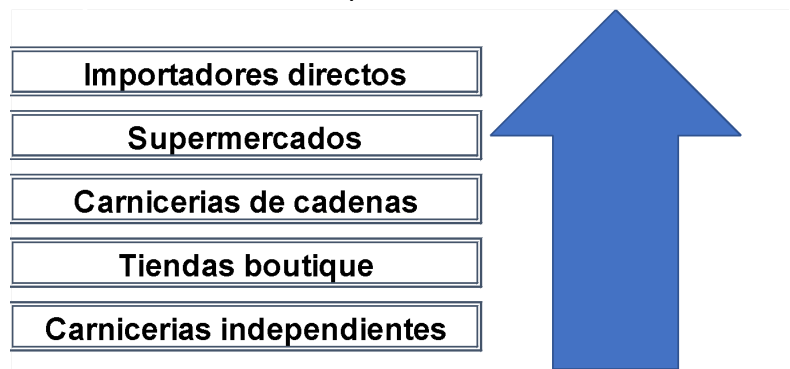 Importadores directos
Supermercados
Carnicerias de cadenas
Tiendas boutique
Carnicerias independientes